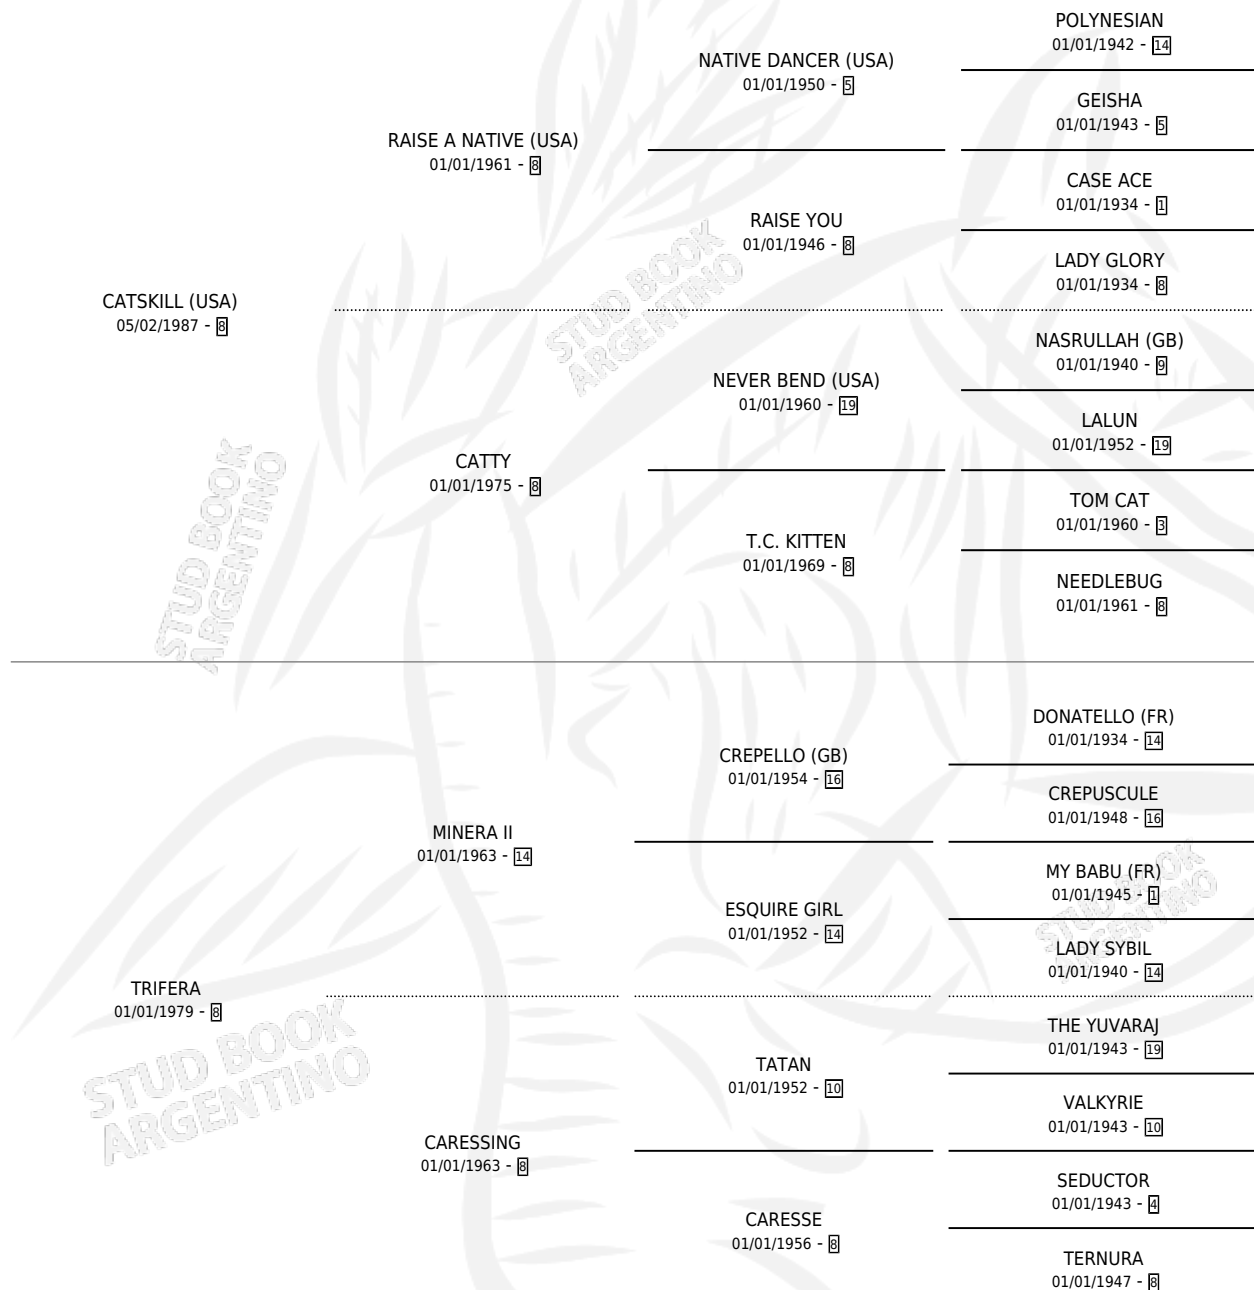 POLYNESIAN
01/01/1942 - 14
NATIVE DANCER (USA)
01/01/1950 - 5
GEISHA
01/01/1943 - 5
RAISE A NATIVE (USA)
01/01/1961 - 8
CASE ACE
01/01/1934 - 1
RAISE YOU
01/01/1946 - 8
LADY GLORY
01/01/1934 - 8
CATSKILL (USA)
05/02/1987 - 8
STUD BOOK
ARGENTINO
NASRULLAH (GB)
01/01/1940 - 9
NEVER BEND (USA)
01/01/1960 - 19
LALUN
01/01/1952 - 19
CATTY
01/01/1975 - 8
TOM CAT
01/01/1960 - 3
T.C. KITTEN
01/01/1969 - 8
NEEDLEBUG
01/01/1961 - 8
STUD BOOK
ARGENTINO
DONATELLO (FR)
01/01/1934 - 14
CREPELLO (GB)
01/01/1954 - 16
CREPUSCULE
01/01/1948 - 16
MINERA II
01/01/1963 - 14
MY BABU (FR)
01/01/1945 - 1
ESQUIRE GIRL
01/01/1952 - 14
STUD BOOK
ARGENTINO
LADY SYBIL
01/01/1940 - 14
TRIFERA
01/01/1979 - 8
STUD BOOK
ARGENTINO
THE YUVARAJ
01/01/1943 - 19
TATAN
01/01/1952 - 10
VALKYRIE
01/01/1943 - 10
CARESSING
01/01/1963 - 8
SEDUCTOR
01/01/1943 - 4
CARESSE
01/01/1956 - 8
TERNURA
01/01/1947 - 8